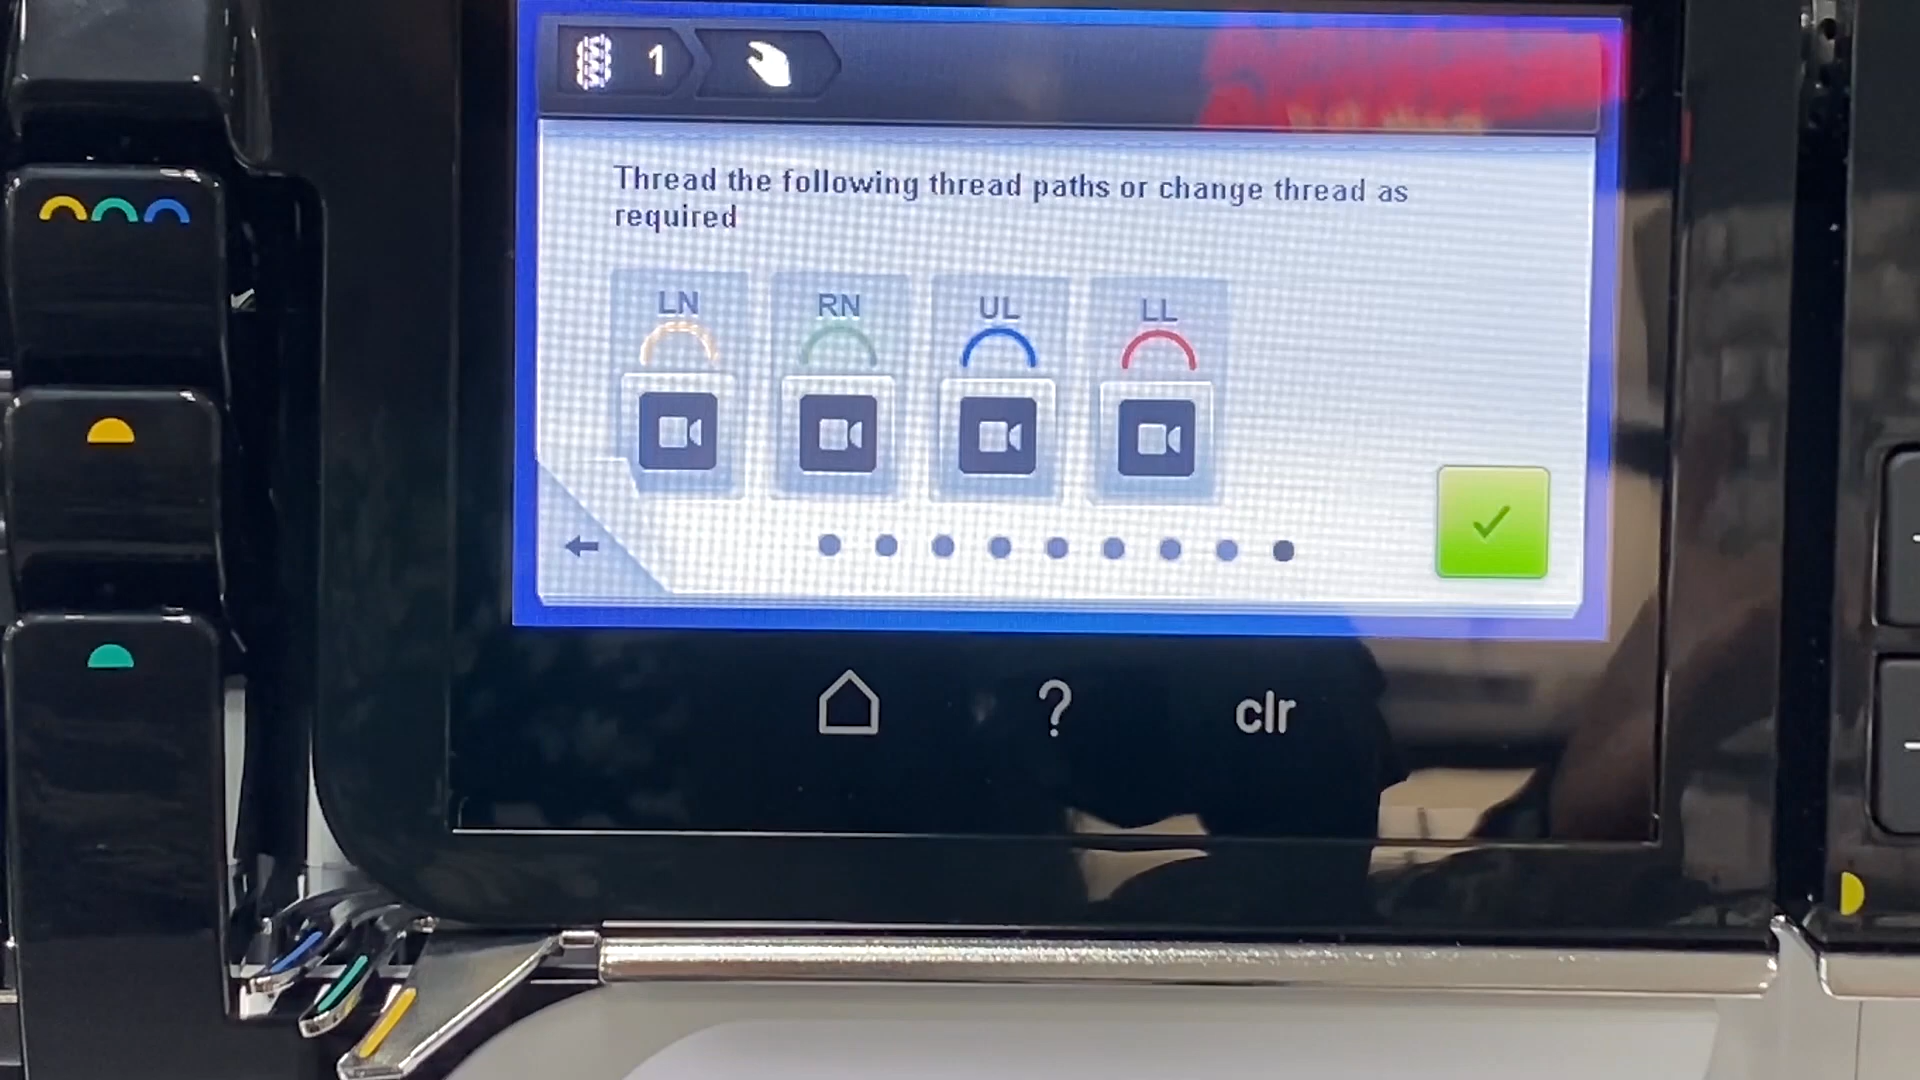 1
Thread the following thread paths or change thread as
required
LN RN UL LL
? clr